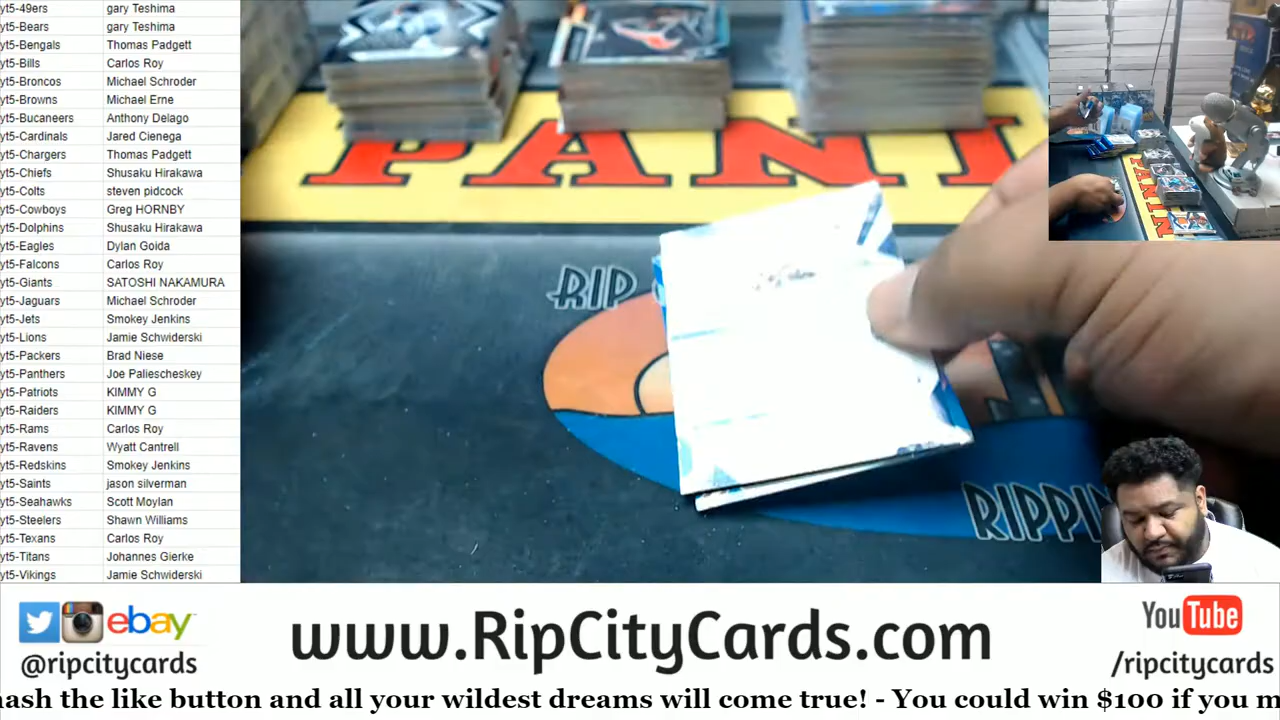 yt5-49ers gary Teshima
yt5-Bears gary Teshima
yt5-Bengals Thomas Padgett
yt5-Bills Carlos Roy
yt5-Broncos Michael Schroder
yt5-Browns Michael Erne
yt5-Bucaneers Anthony Delago
yt5-Cardinals Jared Cienega
yt5-Chargers Thomas Padgett
yt5-Chiefs Shusaku Hirakawa
yt5-Colts steven pidcock
yt5-Cowboys Greg HORNBY
yt5-Dolphins Shusaku Hirakawa
yt5-Eagles Dylan Goida
yt5-Falcons Carlos Roy
yt5-Giants SATOSHI NAKAMURA
yt5-Jaguars Michael Schroder
yt5-Jets Smokey Jenkins
yt5-Lions Jamie Schwiderski
yt5-Packers Brad Niese
yt5-Panthers Joe Paliescheskey
yt5-Patriots KIMMY G
yt5-Raiders KIMMY G
yt5-Rams Carlos Roy
yt5-Ravens Wyatt Cantrell
yt5-Redskins Smokey Jenkins
yt5-Saints jason silverman
yt5-Seahawks Scott Moylan
yt5-Steelers Shawn Williams
yt5-Texans Carlos Roy
yt5-Titans Johannes Gierke
yt5-Vikings Jamie Schwiderski
PANI
PANI
RIP
RIPPIN
ebay
@ripcitycards
www.RipCityCards.com
YouTube
/ripcitycards
mash the like button and all your wildest dreams will come true! - You could win $100 if you m